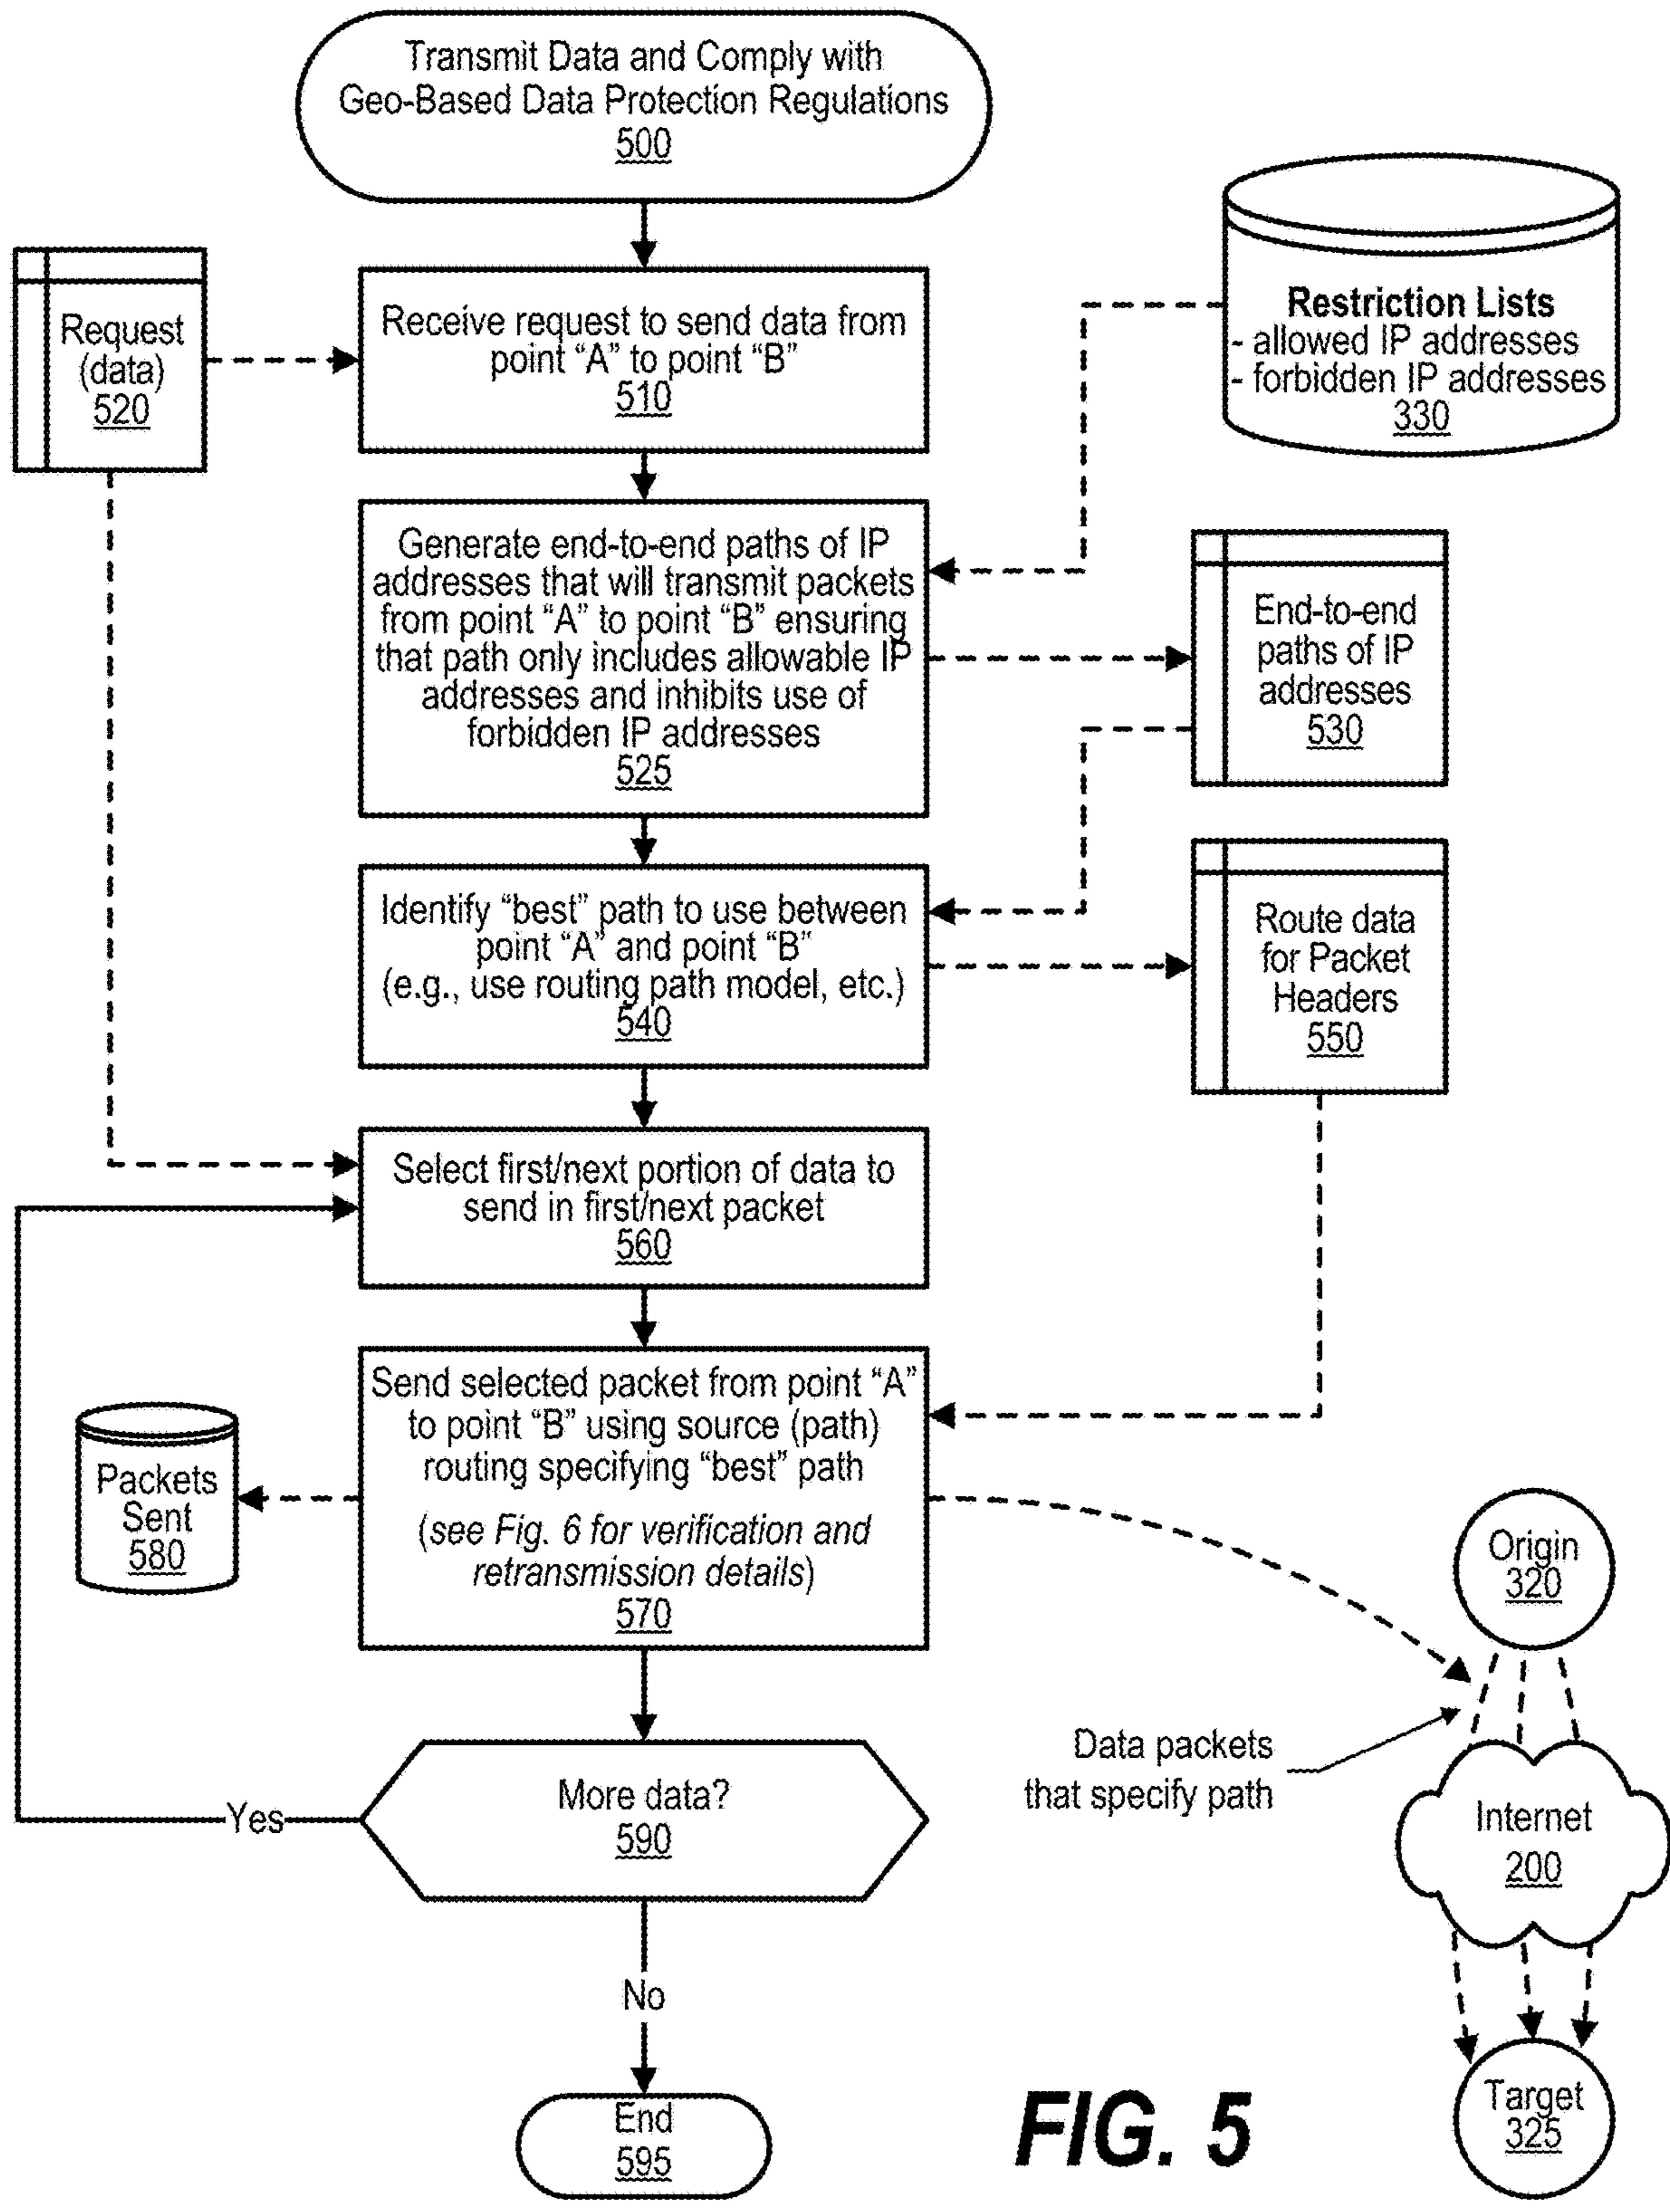 Transmit Data and Comply with
Geo-Based Data Protection Regulations
500
Request
(data)
520
Receive request to send data from
point “A” to point “B”
510
Restriction Lists
- allowed IP addresses
- forbidden IP addresses
330
Generate end-to-end paths of IP
addresses that will transmit packets
from point “A” to point “B” ensuring
that path only includes allowable IP
addresses and inhibits use of
forbidden IP addresses
525
End-to-end
paths of IP
addresses
530
Identify “best” path to use between
point “A” and point “B”
(e.g., use routing path model, etc.)
540
Route data
for Packet
Headers
550
Select first/next portion of data to
send in first/next packet
560
Send selected packet from point “A”
to point “B” using source (path)
routing specifying “best” path
(see Fig. 6 for verification and
retransmission details)
570
Packets
Sent
580
Origin
320
Data packets
that specify path
Internet
200
More data?
590
Yes
No
End
595
Target
325
FIG. 5